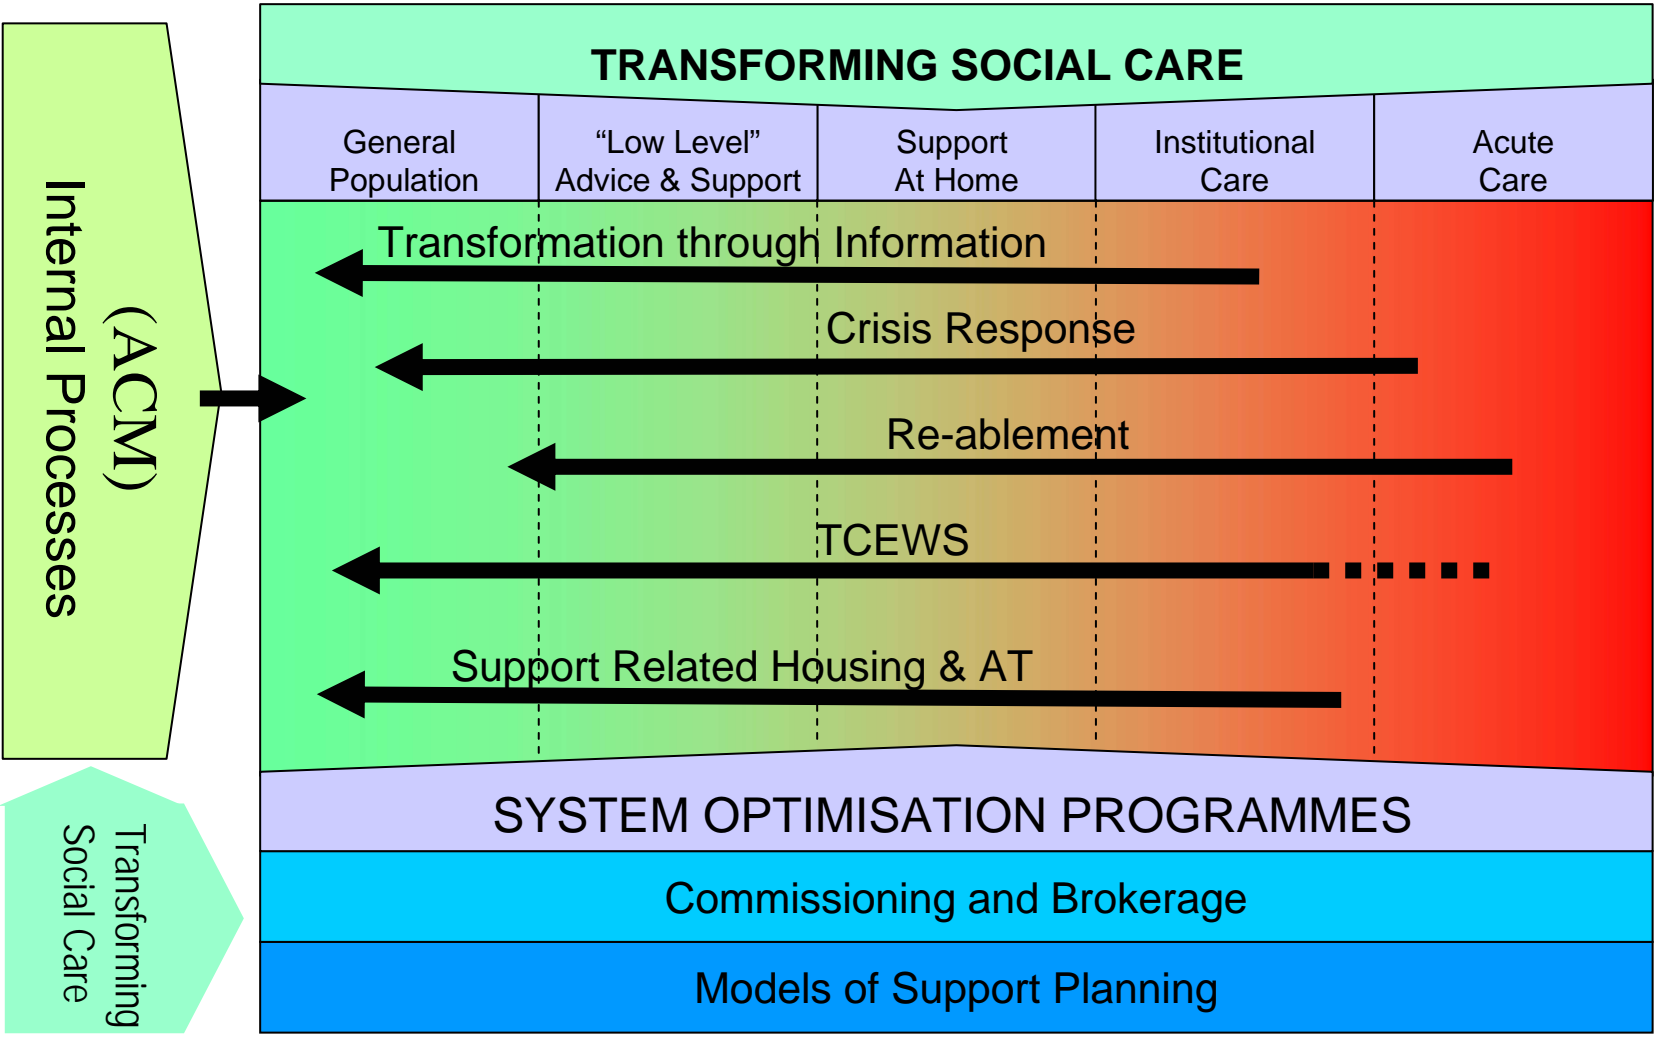 TRANSFORMING SOCIAL CARE
General
Population
“Low Level”
Advice & Support
Support
At Home
Institutional
Care
Acute
Care
Internal Processes
(ACM)
Transformation through Information
Crisis Response
Re-ablement
TCEWS
Support Related Housing & AT
SYSTEM OPTIMISATION PROGRAMMES
Transforming
Social Care
Commissioning and Brokerage
Models of Support Planning